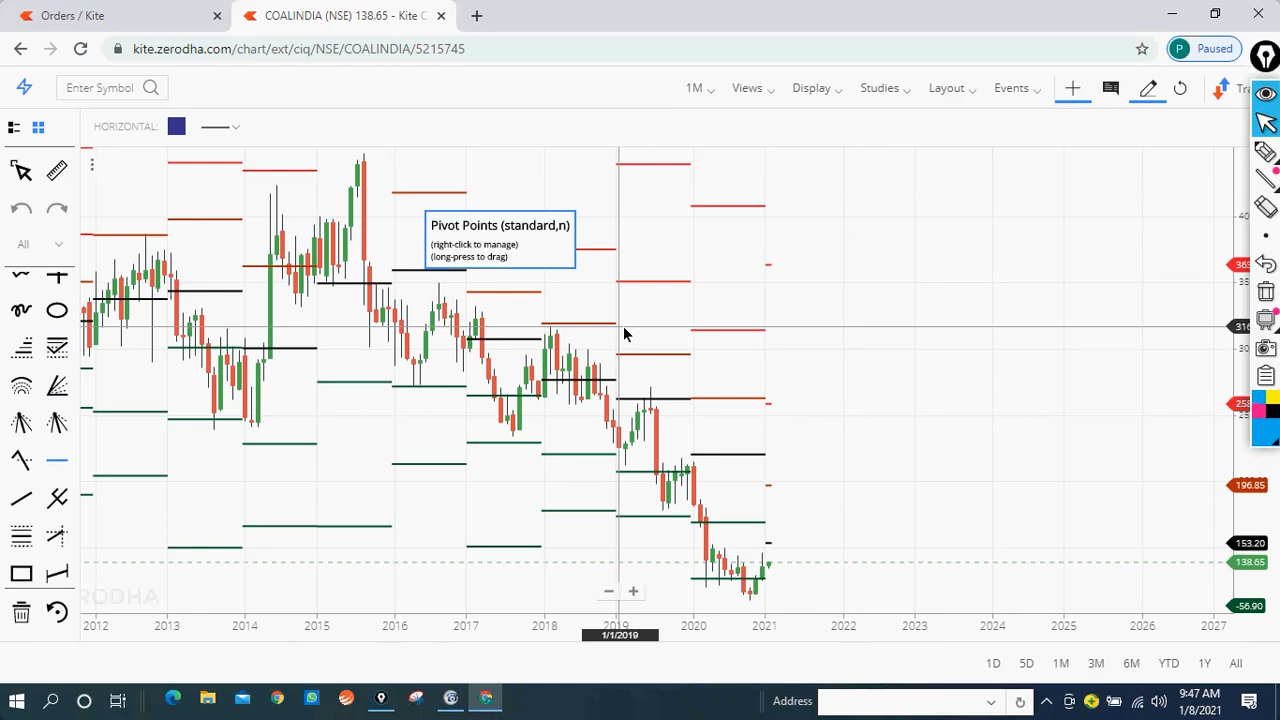 Orders / Kite
COALINDIA (NSE) 138.65 - Kite C
kite.zerodha.com/chart/ext/ciq/NSE/COALINDIA/5215745
P Paused
Enter Symbol
1M
Views
Display
Studies
Layout
Events
HORIZONTAL:
All
Pivot Points (standard,n)
(right-click to manage)
(long-press to drag)
196.85
153.20
138.65
-56.90
2012 2013 2014 2015 2016 2017 2018 2019 2020 2021 2022 2023 2024 2025 2026 2027
1/1/2019
1D 5D 1M 3M 6M YTD 1Y All
Address
9:47 AM
1/8/2021